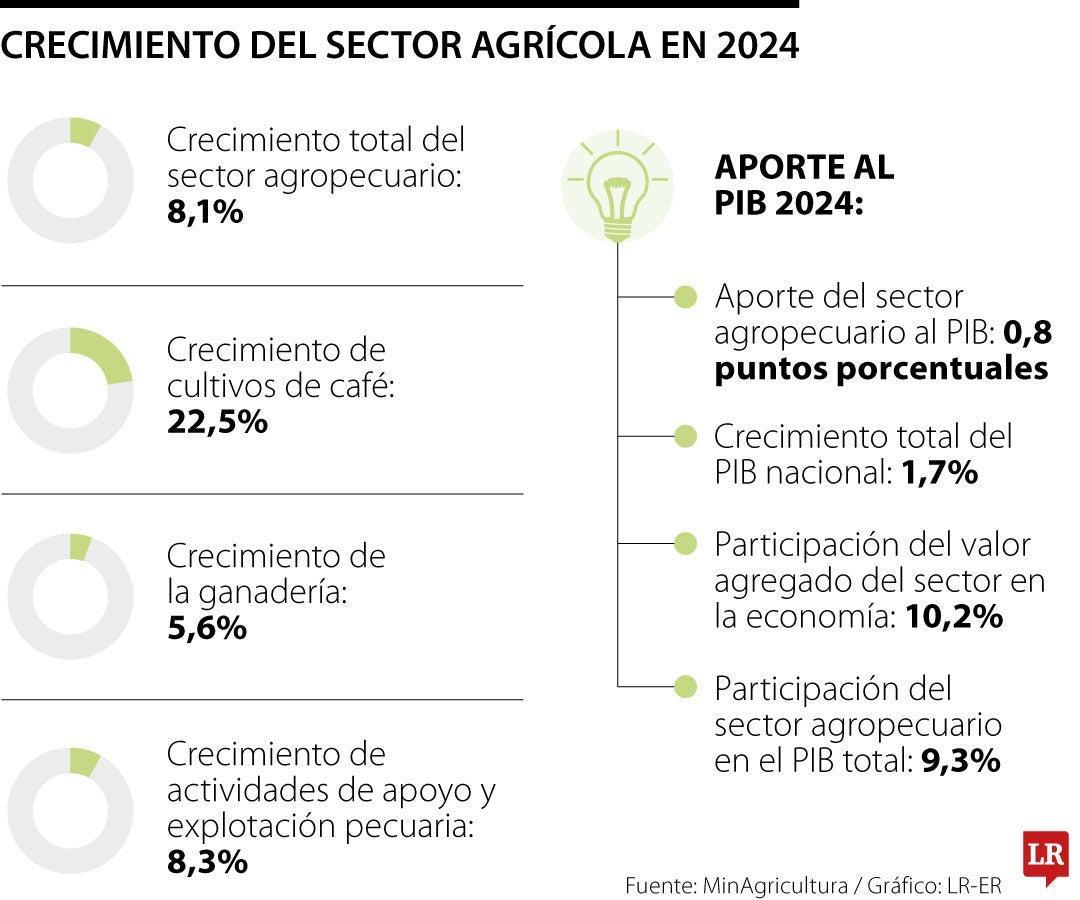 CRECIMIENTO DEL SECTOR AGRÍCOLA EN 2024
Crecimiento total del
sector agropecuario:
8,1%
Crecimiento de
cultivos de café:
22,5%
Crecimiento de
la ganadería:
5,6%
Crecimiento de
actividades de apoyo y
explotación pecuaria:
8,3%
APORTE AL
PIB 2024:
Aporte del sector
agropecuario al PIB: 0,8
puntos porcentuales
Crecimiento total del
PIB nacional: 1,7%
Participación del valor
agregado del sector en
la economía: 10,2%
Participación del
sector agropecuario
en el PIB total: 9,3%
LR
Fuente: MinAgricultura / Gráfico: LR-ER